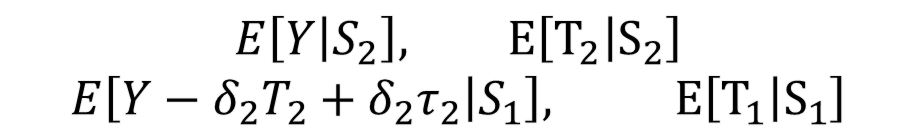 E[Y|S₂], E[T₂|S₂]
E[Y − δ₂T₂ + δ₂τ₂|S₁], E[T₁|S₁]